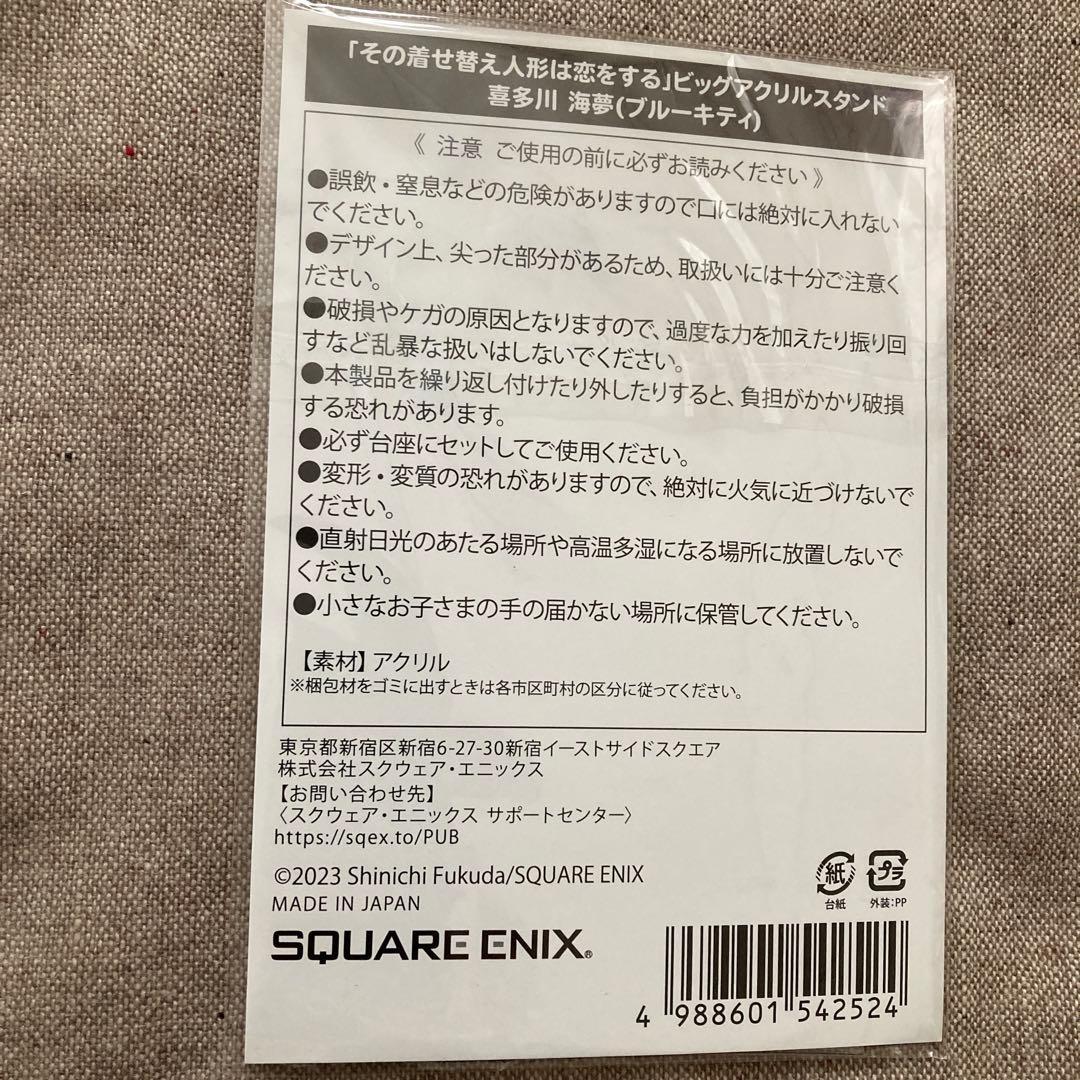 「その着せ替え人形は恋をする」ビッグアクリルスタンド
喜多川 海夢(ブルーキティ)
《 注意 ご使用の前に必ずお読みください 》
●誤飲・窒息などの危険がありますので口には絶対に入れない
でください。
●デザイン上、尖った部分があるため、取扱いには十分ご注意く
ださい。
●破損やケガの原因となりますので、過度な力を加えたり振り回
すなど乱暴な扱いはしないでください。
●本製品を繰り返し付けたり外したりすると、負担がかかり破損
する恐れがあります。
●必ず台座にセットしてご使用ください。
●変形・変質の恐れがありますので、絶対に火気に近づけないで
ください。
●直射日光のあたる場所や高温多湿になる場所に放置しないで
ください。
●小さなお子さまの手の届かない場所に保管してください。
【素材】アクリル
※梱包材をゴミに出すときは各市区町村の区分に従ってください。
東京都新宿区新宿6-27-30新宿イーストサイドスクエア
株式会社スクウェア・エニックス
【お問い合わせ先】
〈スクウェア・エニックス サポートセンター〉
https://sqex.to/PUB
©2023 Shinichi Fukuda/SQUARE ENIX
MADE IN JAPAN
SQUARE ENIX®
紙
台紙
プラ
外装:PP
4 988601 542524